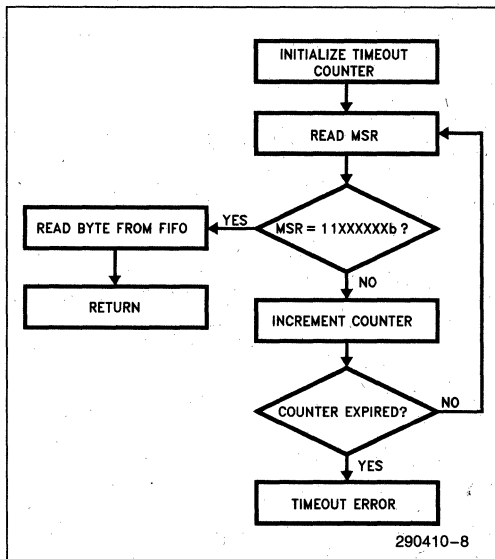 INITIALIZE TIMEOUT
COUNTER
READ MSR
MSR = 11XXXXXXb ?
YES
READ BYTE FROM FIFO
RETURN
NO
INCREMENT COUNTER
COUNTER EXPIRED?
NO
YES
TIMEOUT ERROR
290410-8